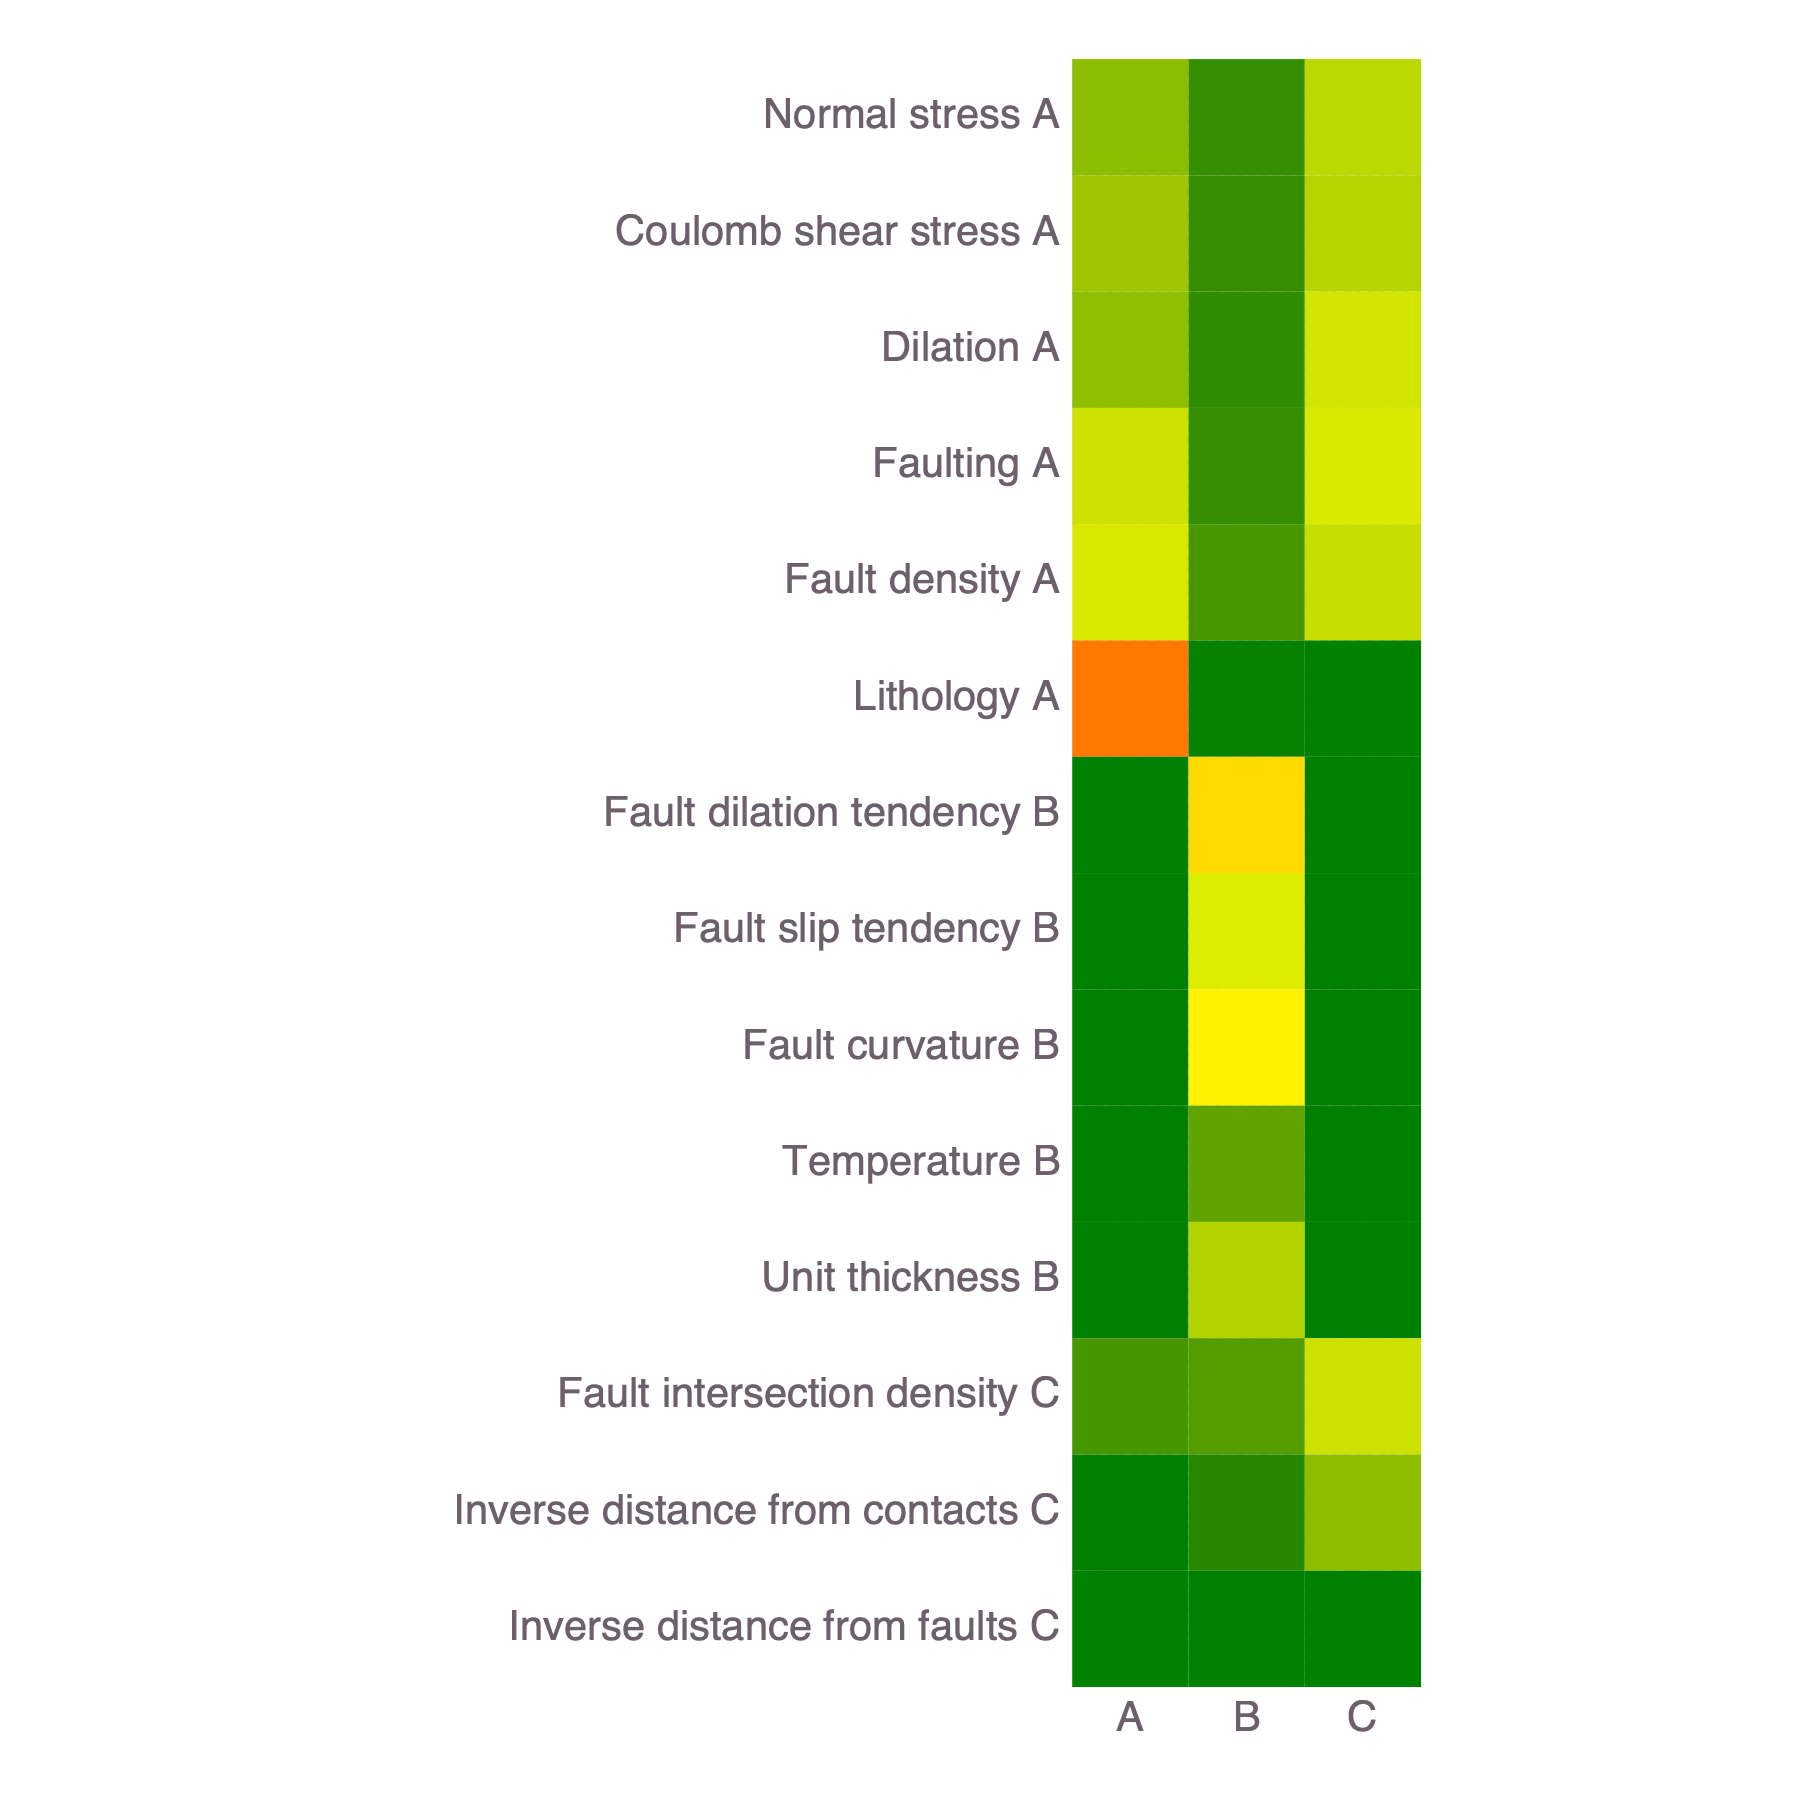 Normal stress A
Coulomb shear stress A
Dilation A
Faulting A
Fault density A
Lithology A
Fault dilation tendency B
Fault slip tendency B
Fault curvature B
Temperature B
Unit thickness B
Fault intersection density C
Inverse distance from contacts C
Inverse distance from faults C
A B C